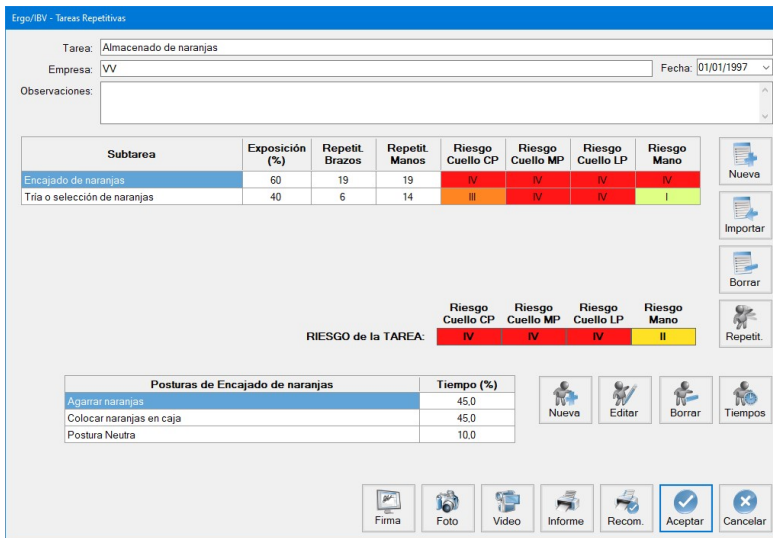 Ergo/IBV - Tareas Repetitivas
Tarea: Almacenado de naranjas
Empresa: VV Fecha: 01/01/1997
Observaciones:
Subtarea Exposición (%) Repetit. Brazos Repetit. Manos Riesgo Cuello CP Riesgo Cuello MP Riesgo Cuello LP Riesgo Mano
Encajado de naranjas 60 19 19 IV IV IV IV
Tría o selección de naranjas 40 6 14 III IV IV I
Nueva
Importar
Borrar
Repetit.
Riesgo Cuello CP Riesgo Cuello MP Riesgo Cuello LP Riesgo Mano
RIESGO de la TAREA: IV IV IV II
Posturas de Encajado de naranjas Tiempo (%)
Agarrar naranjas 45,0
Colocar naranjas en caja 45,0
Postura Neutra 10,0
Nueva Editar Borrar Tiempos
Firma Foto Video Informe Recom. Aceptar Cancelar